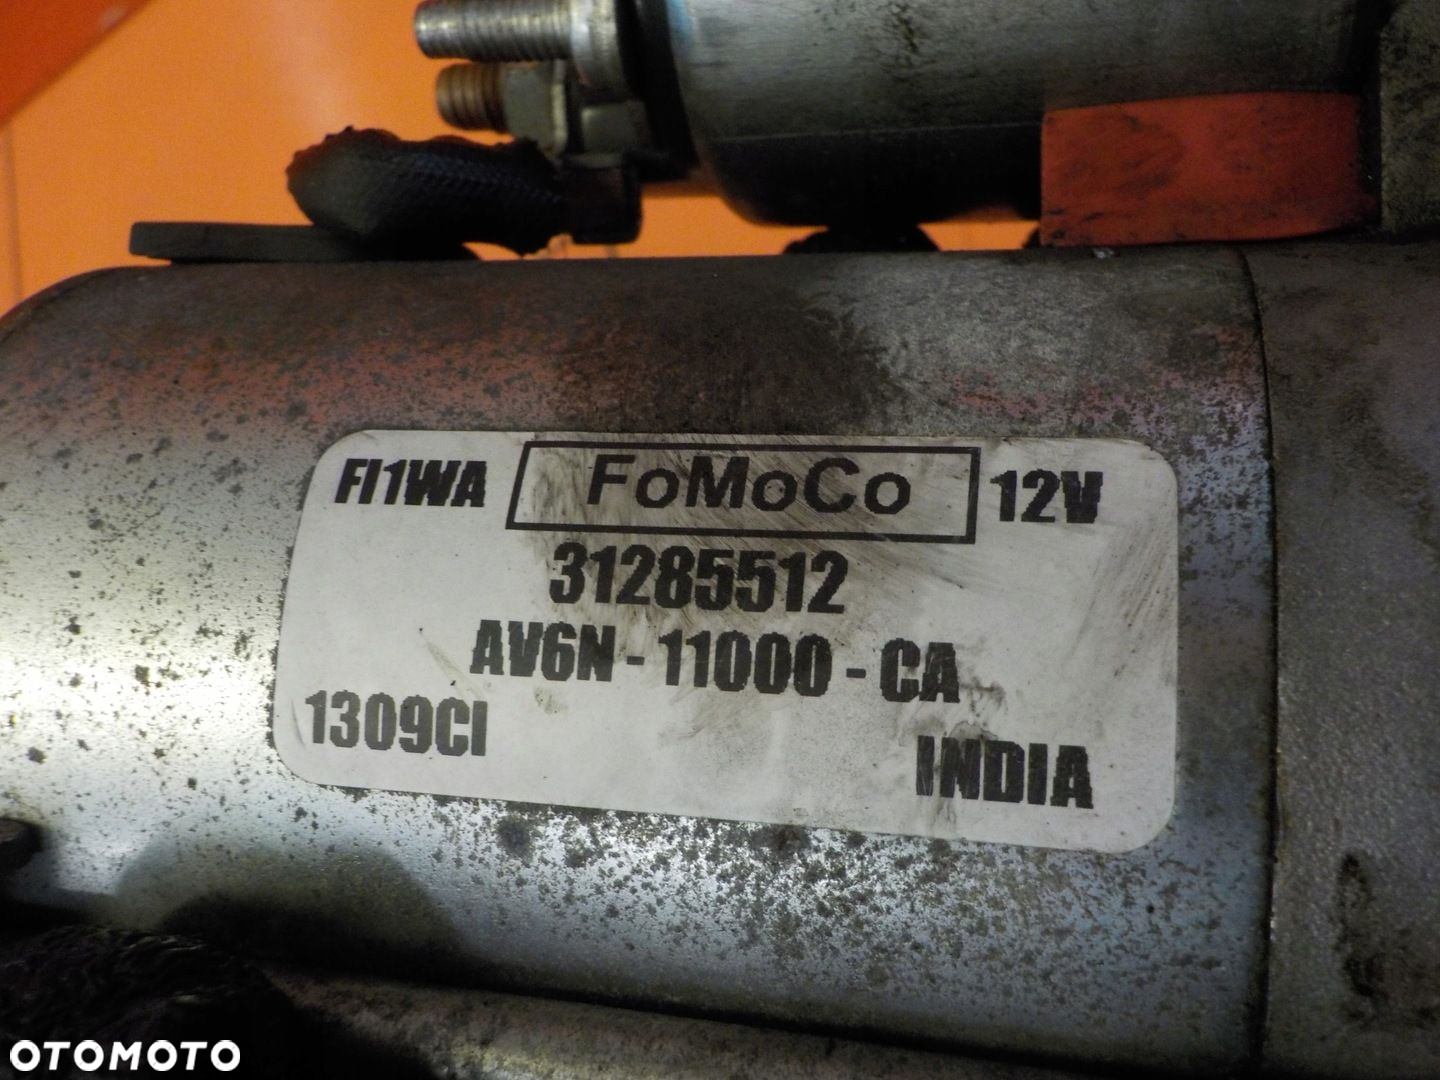 FI1WA FoMoCo 12V
31285512
AV6N - 11000 - CA
1309CI
INDIA
OTOMOTO